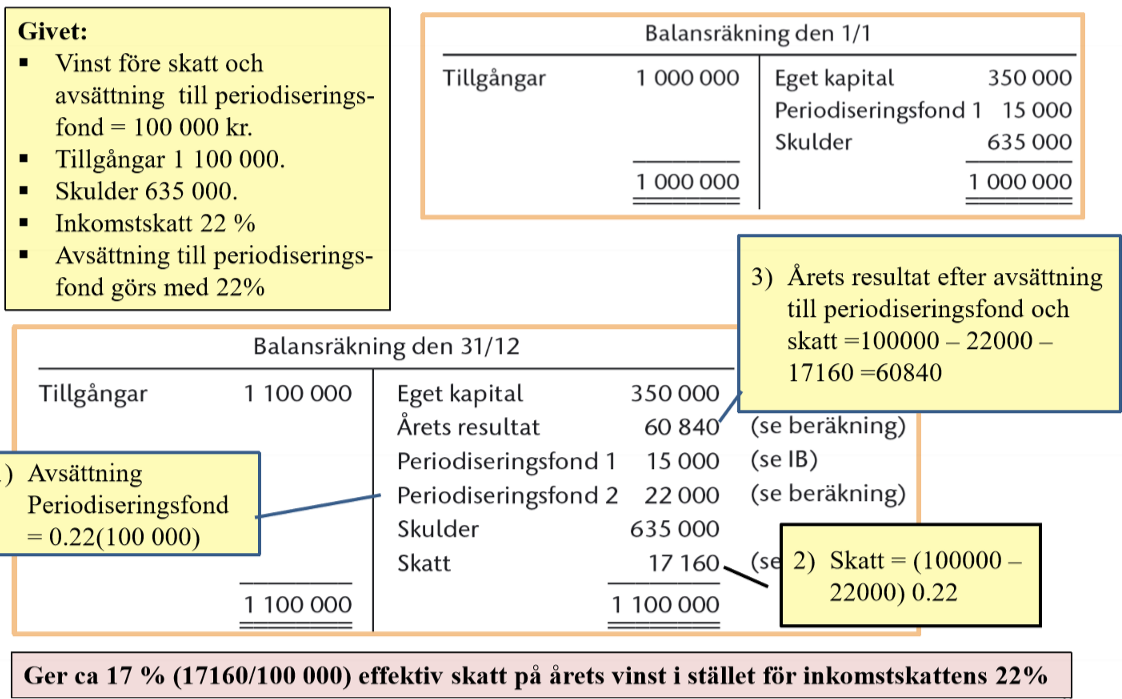 Givet:
▪ Vinst före skatt och
avsättning till periodiserings-
fond = 100 000 kr.
▪ Tillgångar 1 100 000.
▪ Skulder 635 000.
▪ Inkomstskatt 22 %
▪ Avsättning till periodiserings-
fond görs med 22%
Balansräkning den 1/1
Tillgångar 1 000 000 Eget kapital 350 000
Periodiseringsfond 1 15 000
Skulder 635 000
1 000 000 1 000 000
3) Årets resultat efter avsättning
till periodiseringsfond och
skatt =100000 – 22000 –
17160 =60840
Balansräkning den 31/12
Tillgångar 1 100 000 Eget kapital 350 000
Årets resultat 60 840 (se beräkning)
Periodiseringsfond 1 15 000 (se IB)
Periodiseringsfond 2 22 000 (se beräkning)
Skulder 635 000
Skatt 17 160 (se
1 100 000 1 100 000
) Avsättning
Periodiseringsfond
= 0.22(100 000)
2) Skatt = (100000 –
22000) 0.22
Ger ca 17 % (17160/100 000) effektiv skatt på årets vinst i stället för inkomstskattens 22%